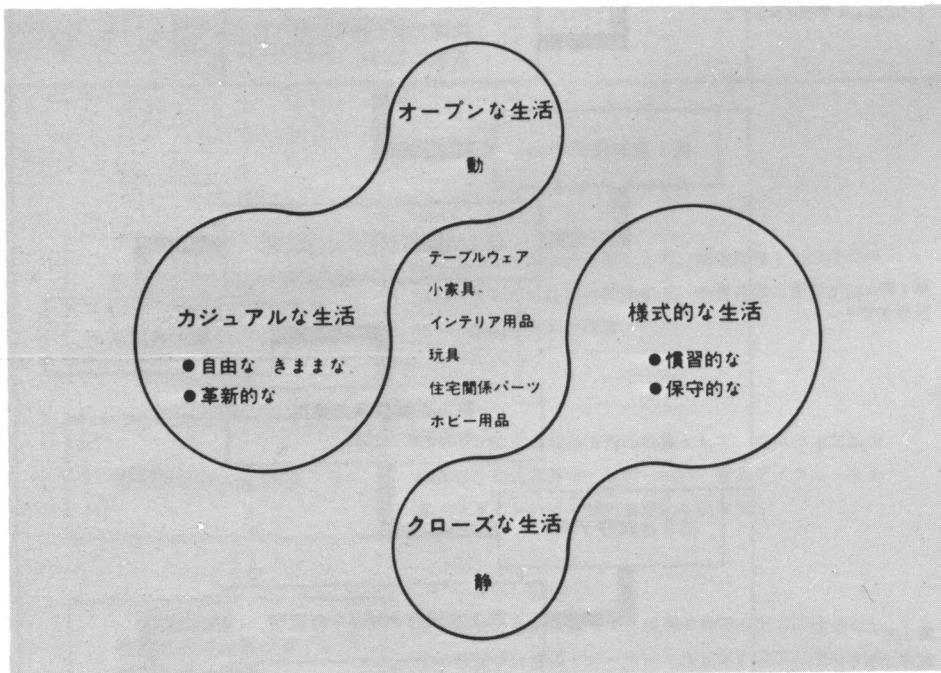 オープンな生活
動
テーブルウェア
小家具
インテリア用品
玩具
住宅関係パーツ
ホビー用品
カジュアルな生活
●自由な きままな
●革新的な
様式的な生活
●慣習的な
●保守的な
クローズな生活
静